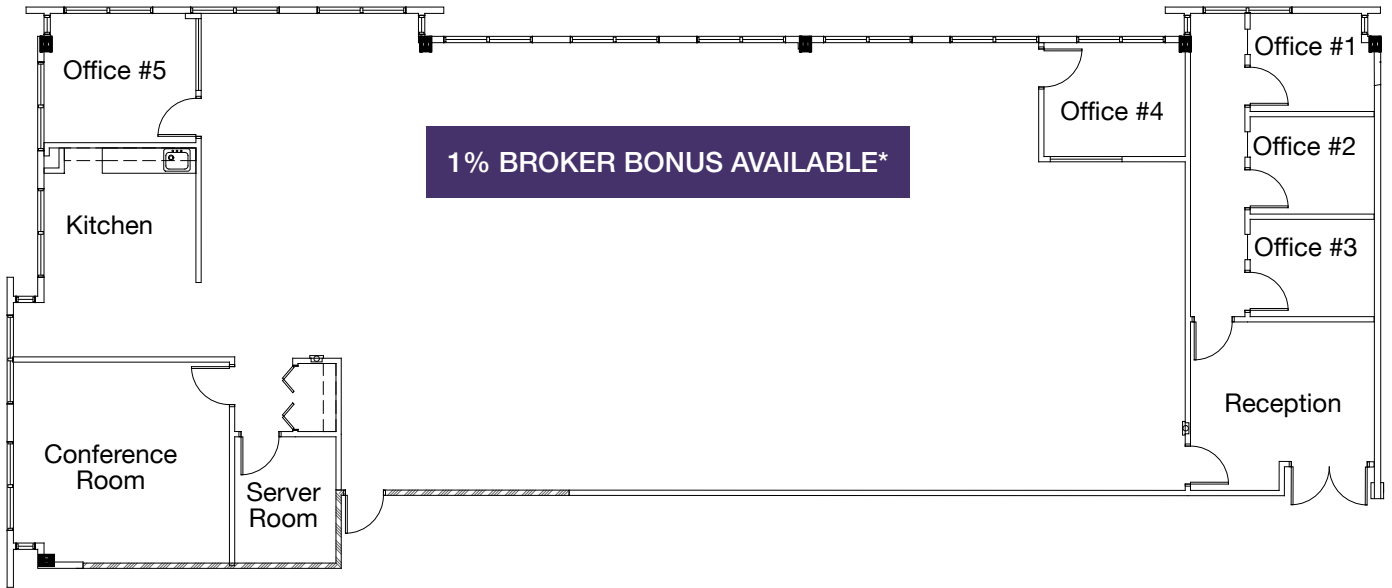 Office #5
Office #1
Office #4
Office #2
1% BROKER BONUS AVAILABLE*
Kitchen
Office #3
Reception
Conference
Room
Server
Room